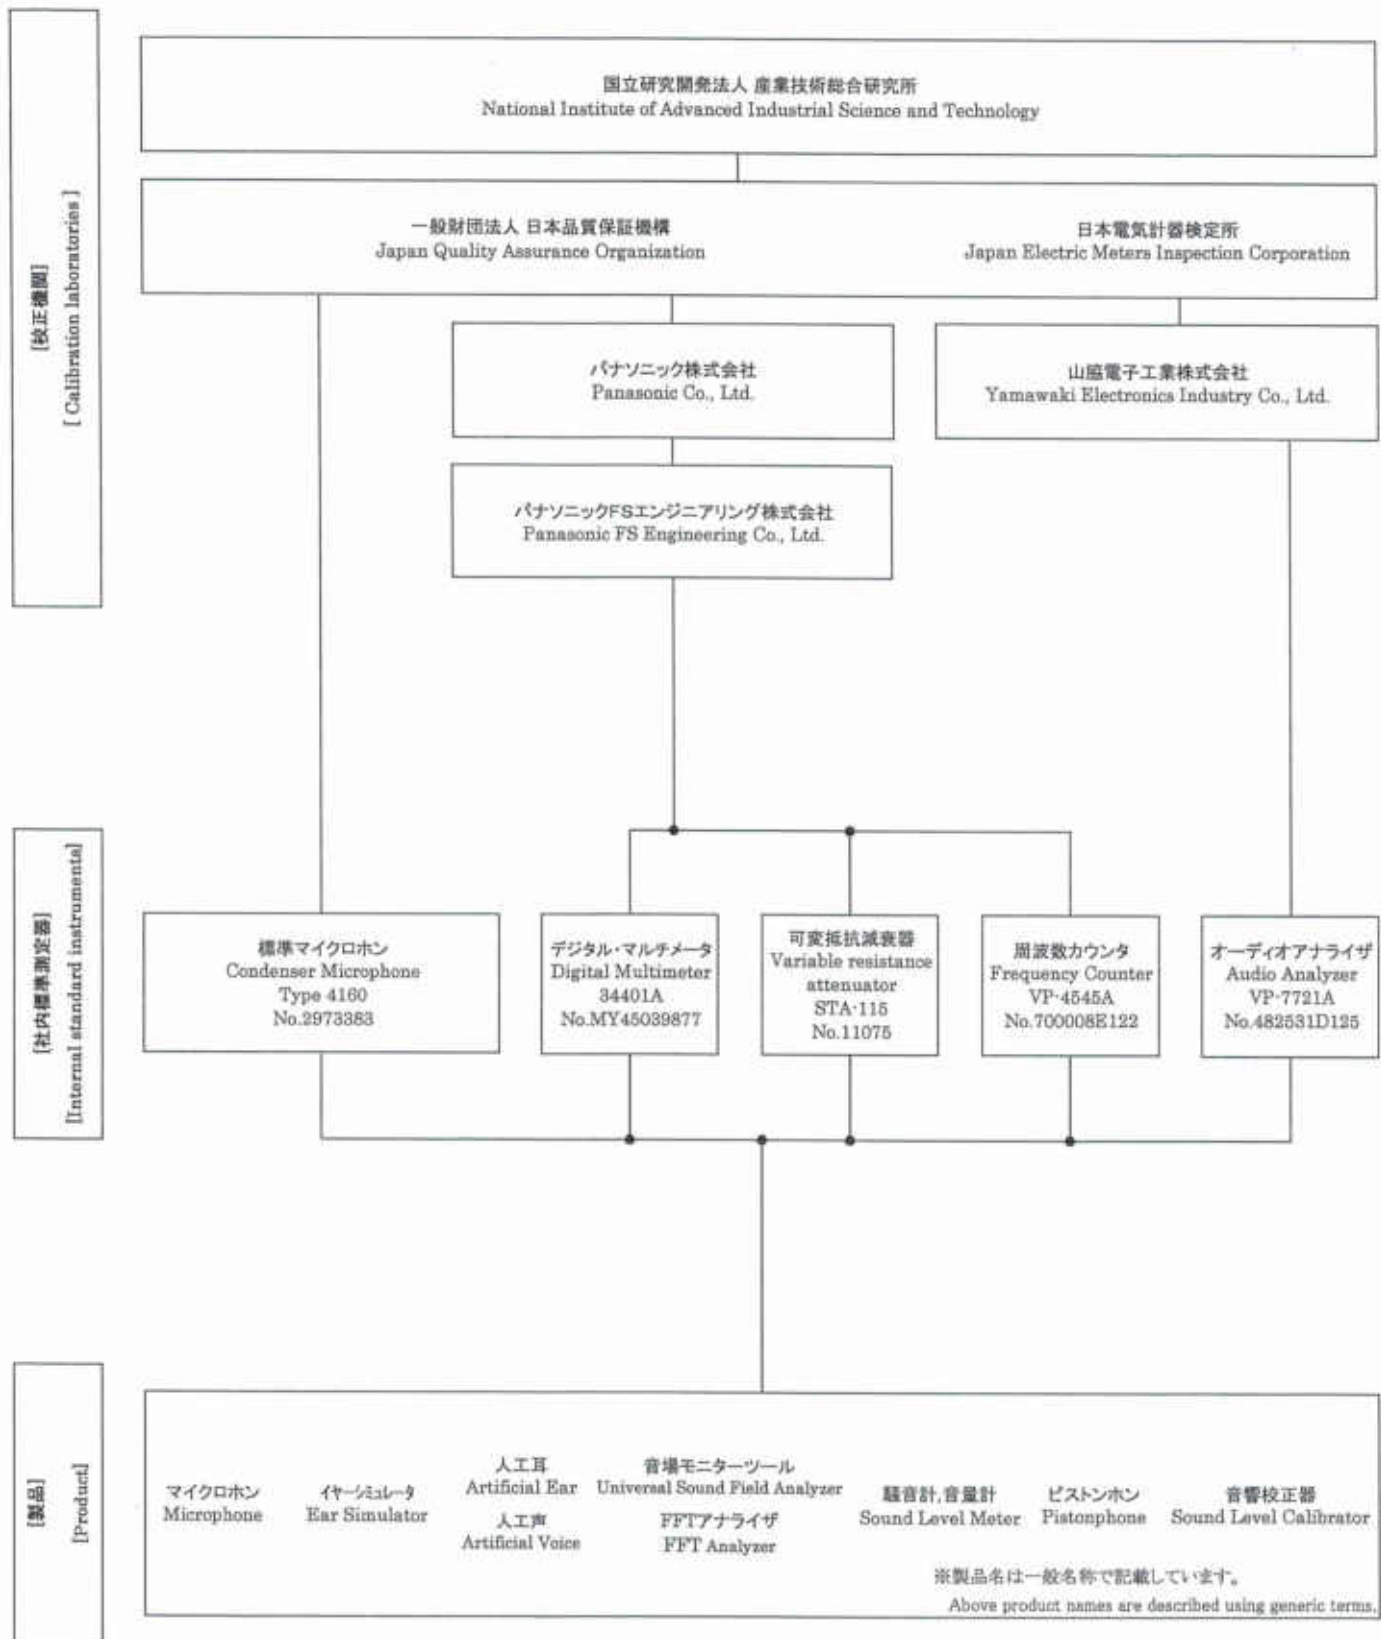 [校正機関]
[ Calibration laboratories ]
国立研究開発法人 産業技術総合研究所
National Institute of Advanced Industrial Science and Technology
一般財団法人 日本品質保証機構
Japan Quality Assurance Organization
日本電気計器検定所
Japan Electric Meters Inspection Corporation
パナソニック株式会社
Panasonic Co., Ltd.
山脇電子工業株式会社
Yamawaki Electronics Industry Co., Ltd.
パナソニックFSエンジニアリング株式会社
Panasonic FS Engineering Co., Ltd.
[社内標準測定器]
[Internal standard instruments]
標準マイクロホン
Condenser Microphone
Type 4160
No.2973383
デジタル・マルチメータ
Digital Multimeter
34401A
No.MY45039877
可変抵抗減衰器
Variable resistance
attenuator
STA-115
No.11075
周波数カウンタ
Frequency Counter
VP-4545A
No.700008E122
オーディオアナライザ
Audio Analyzer
VP-7721A
No.482531D125
[製品]
[Product]
マイクロホン
Microphone
イヤーシミュレータ
Ear Simulator
人工耳
Artificial Ear
人工声
Artificial Voice
音場モニターツール
Universal Sound Field Analyzer
FFTアナライザ
FFT Analyzer
騒音計,音量計
Sound Level Meter
ピストンホン
Pistonphone
音響校正器
Sound Level Calibrator
※製品名は一般名称で記載しています。
Above product names are described using generic terms.